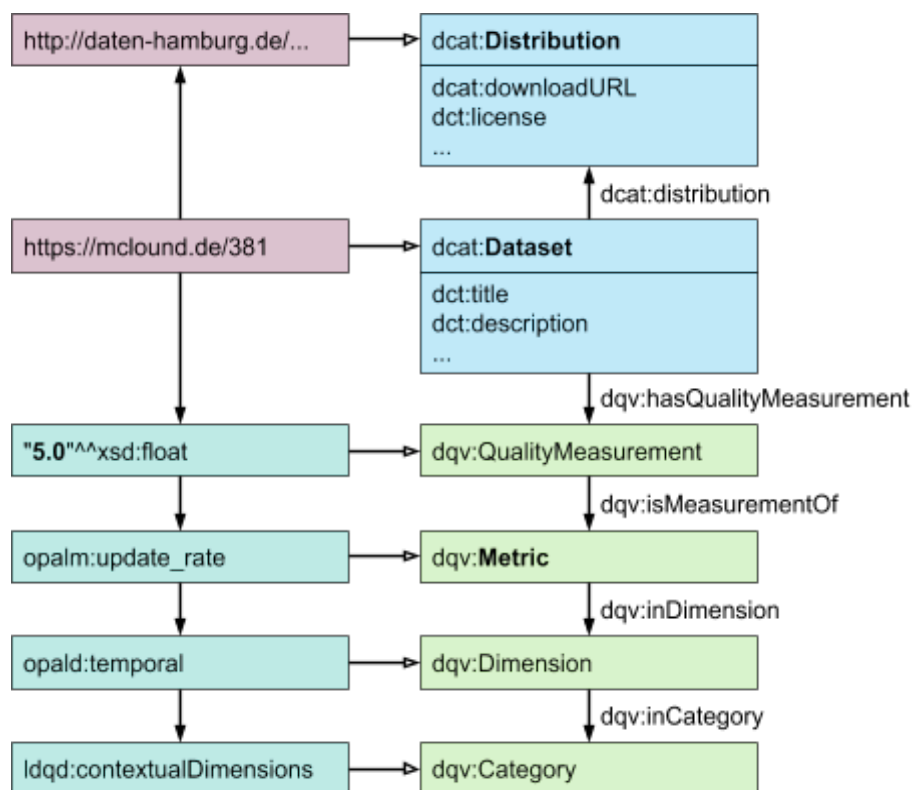 http://daten-hamburg.de/...
dcat:Distribution
dcat:downloadURL
dct:license
...
dcat:distribution
https://mclound.de/381
dcat:Dataset
dct:title
dct:description
...
dqv:hasQualityMeasurement
"5.0"^^xsd:float
dqv:QualityMeasurement
dqv:isMeasurementOf
opalm:update_rate
dqv:Metric
dqv:inDimension
opald:temporal
dqv:Dimension
dqv:inCategory
ldqd:contextualDimensions
dqv:Category